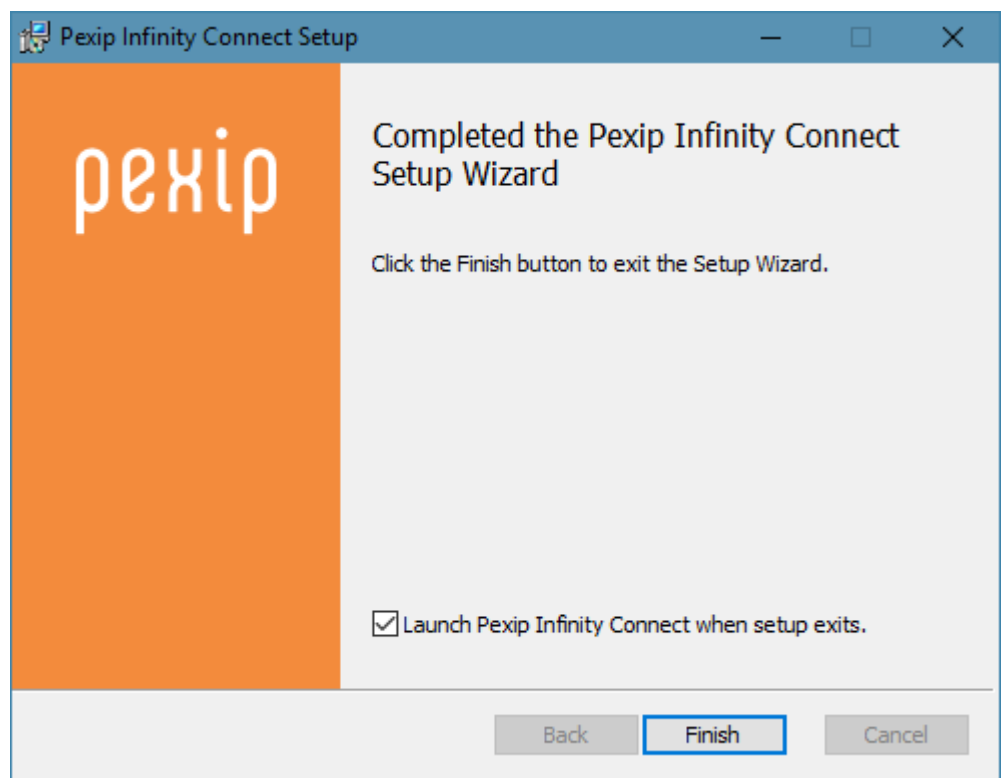 Pexip Infinity Connect Setup
pexip
Completed the Pexip Infinity Connect
Setup Wizard
Click the Finish button to exit the Setup Wizard.
Launch Pexip Infinity Connect when setup exits.
Back Finish Cancel